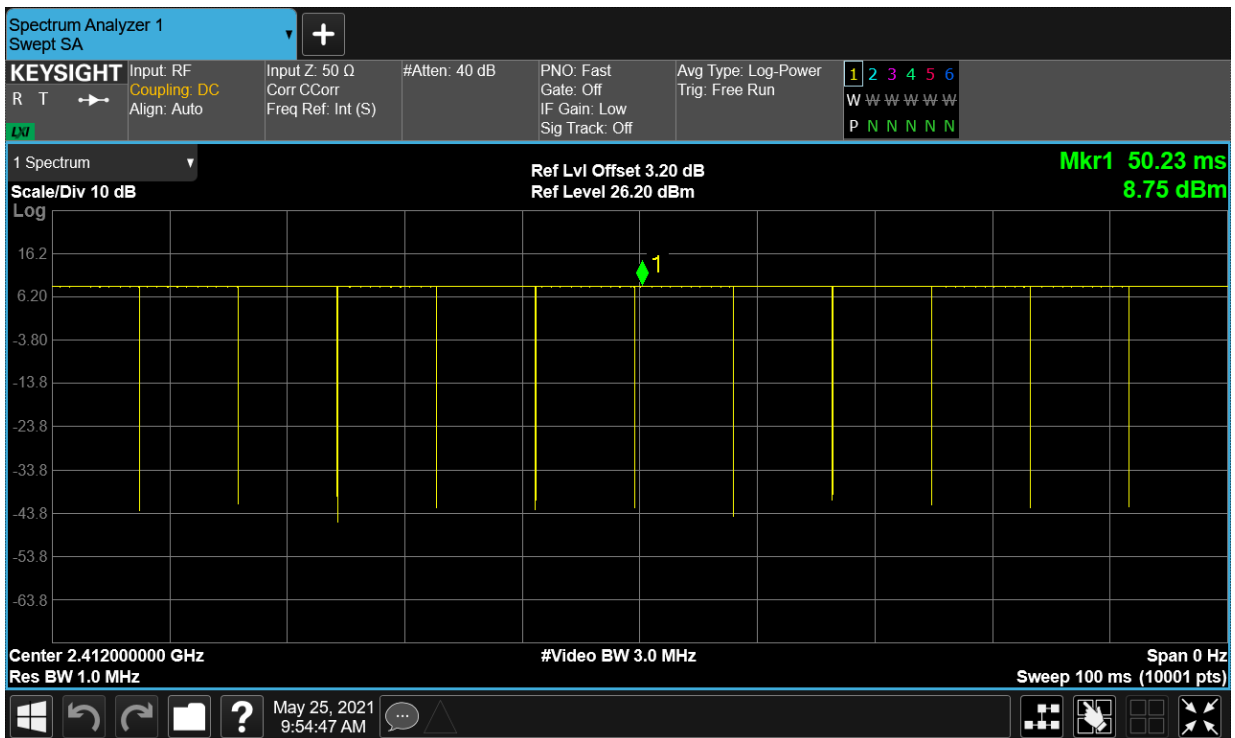 Spectrum Analyzer 1
Swept SA
▼
+
KEYSIGHT
R T
LXI
Input: RF
Coupling: DC
Align: Auto
Input Z: 50 Ω
Corr CCorr
Freq Ref: Int (S)
#Atten: 40 dB
PNO: Fast
Gate: Off
IF Gain: Low
Sig Track: Off
Avg Type: Log-Power
Trig: Free Run
1 2 3 4 5 6
W W W W W W
P N N N N N
1 Spectrum ▼
Scale/Div 10 dB
Log
Ref Lvl Offset 3.20 dB
Ref Level 26.20 dBm
Mkr1 50.23 ms
8.75 dBm
16.2
6.20
-3.80
-13.8
-23.8
-33.8
-43.8
-53.8
-63.8
1
Center 2.412000000 GHz
Res BW 1.0 MHz
#Video BW 3.0 MHz
Span 0 Hz
Sweep 100 ms (10001 pts)
?
May 25, 2021
9:54:47 AM